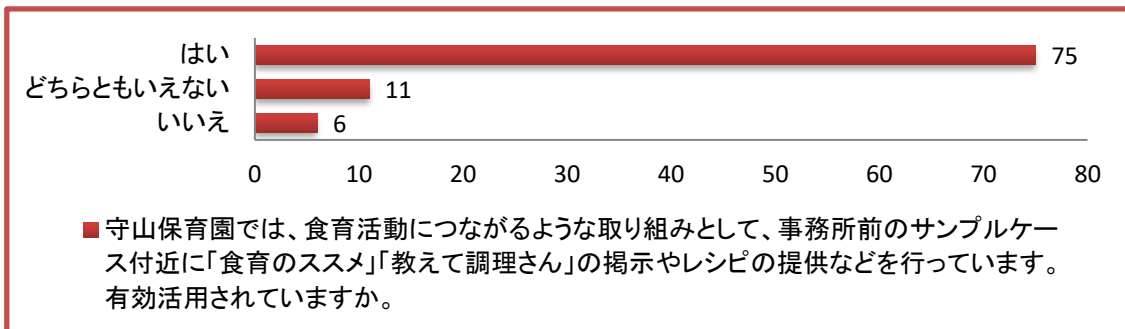 はい
75
どちらともいえない
11
いいえ
6
0 10 20 30 40 50 60 70 80
守山保育園では、食育活動につながるような取り組みとして、事務所前のサンプルケー
ス付近に「食育のススメ」「教えて調理さん」の掲示やレシピの提供などを行っています。
有効活用されていますか。